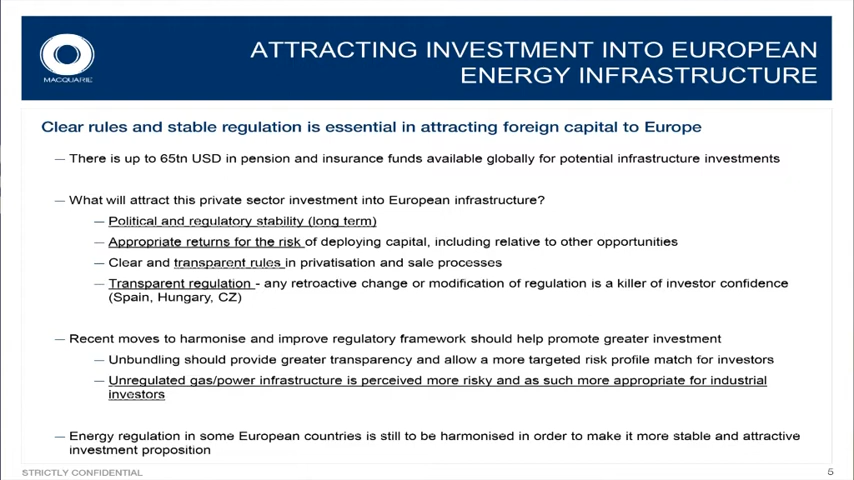 MACQUARIE
ATTRACTING INVESTMENT INTO EUROPEAN
ENERGY INFRASTRUCTURE
Clear rules and stable regulation is essential in attracting foreign capital to Europe
— There is up to 65tn USD in pension and insurance funds available globally for potential infrastructure investments
— What will attract this private sector investment into European infrastructure?
— Political and regulatory stability (long term)
— Appropriate returns for the risk of deploying capital, including relative to other opportunities
— Clear and transparent rules in privatisation and sale processes
— Transparent regulation - any retroactive change or modification of regulation is a killer of investor confidence
(Spain, Hungary, CZ)
— Recent moves to harmonise and improve regulatory framework should help promote greater investment
— Unbundling should provide greater transparency and allow a more targeted risk profile match for investors
— Unregulated gas/power infrastructure is perceived more risky and as such more appropriate for industrial
investors
— Energy regulation in some European countries is still to be harmonised in order to make it more stable and attractive
investment proposition
STRICTLY CONFIDENTIAL
5